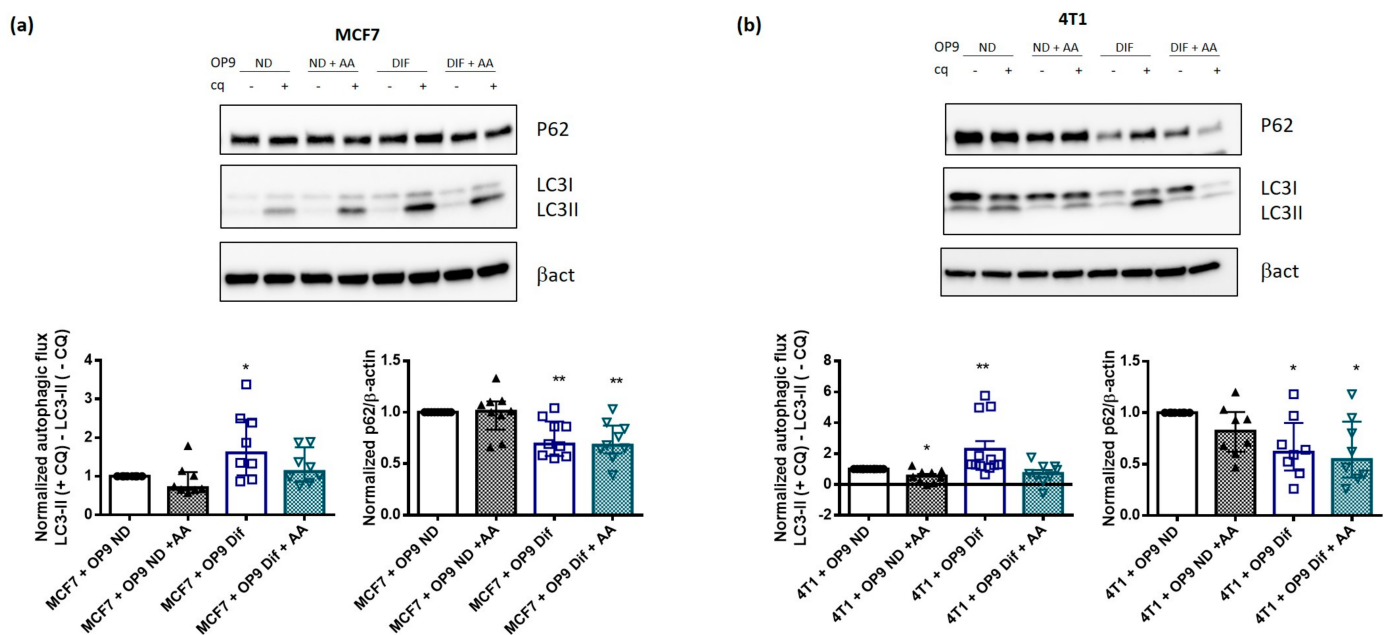 (a)
MCF7
OP9 ND ND + AA DIF DIF + AA
cq - + - + - + - +
P62
LC3I
LC3II
βact
Normalized autophagic flux
LC3-II (+ CQ) - LC3-II ( - CQ)
4
3
2
1
0
*
MCF7 + OP9 ND
MCF7 + OP9 ND +AA
MCF7 + OP9 Dif
MCF7 + OP9 Dif + AA
Normalized p62/β-actin
1.5
1.0
0.5
0.0
**
**
MCF7 + OP9 ND
MCF7 + OP9 ND +AA
MCF7 + OP9 Dif
MCF7 + OP9 Dif + AA
(b)
4T1
OP9 ND ND + AA DIF DIF + AA
cq - + - + - + - +
P62
LC3I
LC3II
βact
Normalized autophagic flux
LC3-II (+ CQ) - LC3-II ( - CQ)
8
6
4
2
0
-2
*
**
4T1 + OP9 ND
4T1 + OP9 ND +AA
4T1 + OP9 Dif
4T1 + OP9 Dif + AA
Normalized p62/β-actin
1.5
1.0
0.5
0.0
*
*
4T1 + OP9 ND
4T1 + OP9 ND +AA
4T1 + OP9 Dif
4T1 + OP9 Dif + AA